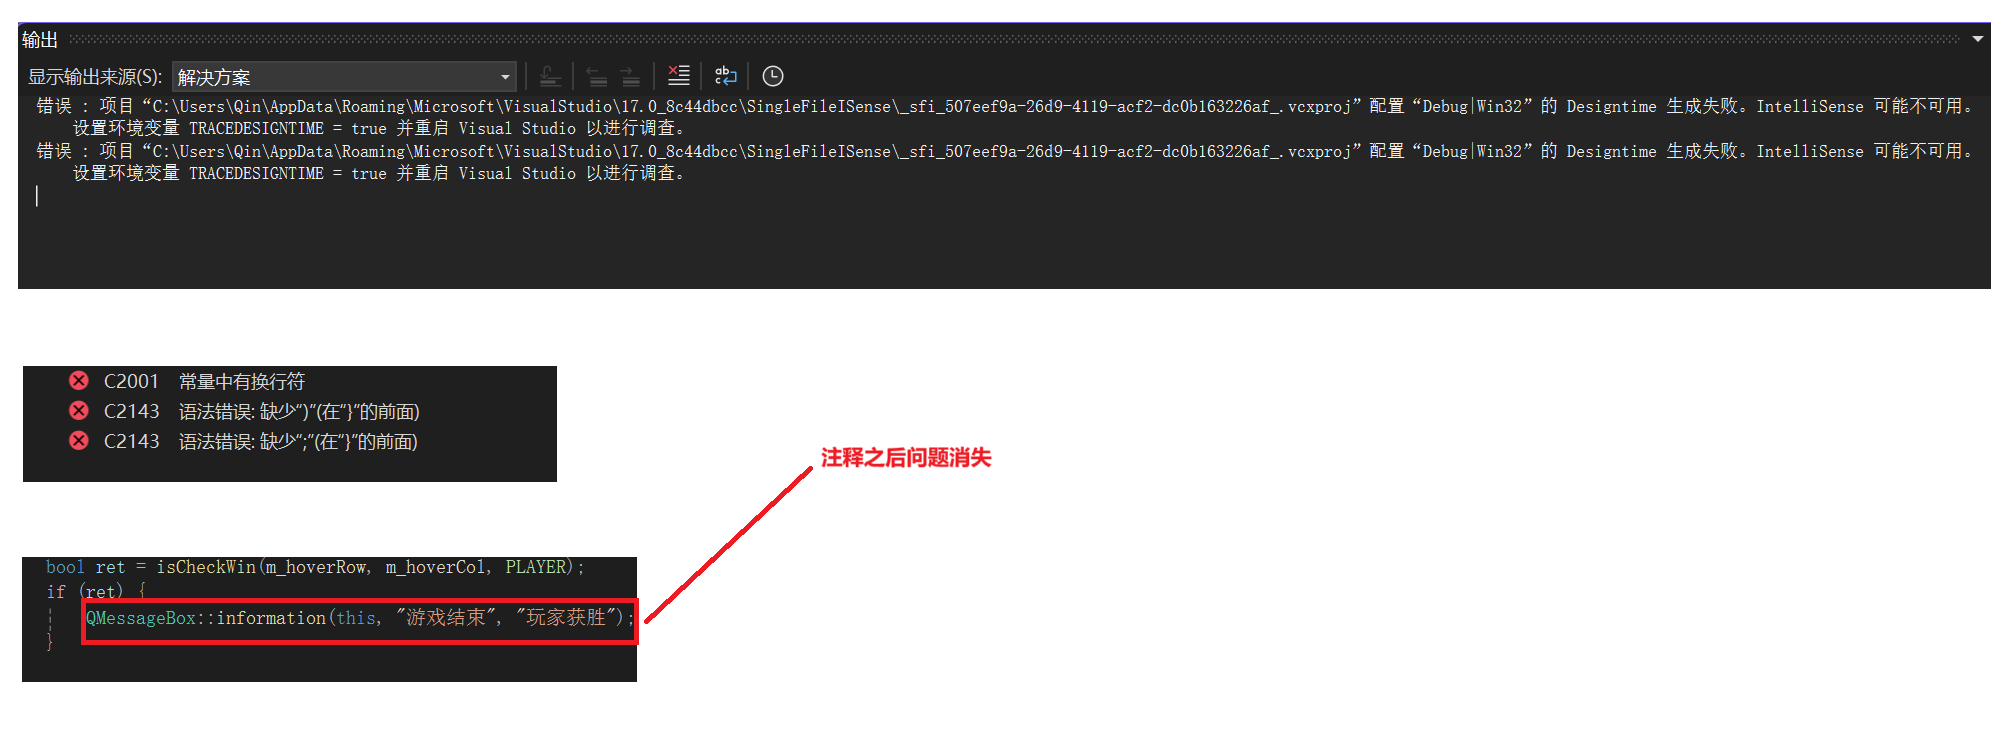 输出
显示输出来源(S): 解决方案
错误 : 项目“C:\Users\Qin\AppData\Roaming\Microsoft\VisualStudio\17.0_8c44dbcc\SingleFileISense\_sfi_507eef9a-26d9-4119-acf2-dc0b163226af_.vcxproj”配置“Debug|Win32”的 Designtime 生成失败。IntelliSense 可能不可用。
设置环境变量 TRACEDESIGNTIME = true 并重启 Visual Studio 以进行调查。
错误 : 项目“C:\Users\Qin\AppData\Roaming\Microsoft\VisualStudio\17.0_8c44dbcc\SingleFileISense\_sfi_507eef9a-26d9-4119-acf2-dc0b163226af_.vcxproj”配置“Debug|Win32”的 Designtime 生成失败。IntelliSense 可能不可用。
设置环境变量 TRACEDESIGNTIME = true 并重启 Visual Studio 以进行调查。
C2001 常量中有换行符
C2143 语法错误: 缺少“)”(在“}”的前面)
C2143 语法错误: 缺少“;”(在“}”的前面)
注释之后问题消失
bool ret = isCheckWin(m_hoverRow, m_hoverCol, PLAYER);
if (ret) {
QMessageBox::information(this, "游戏结束", "玩家获胜");
}